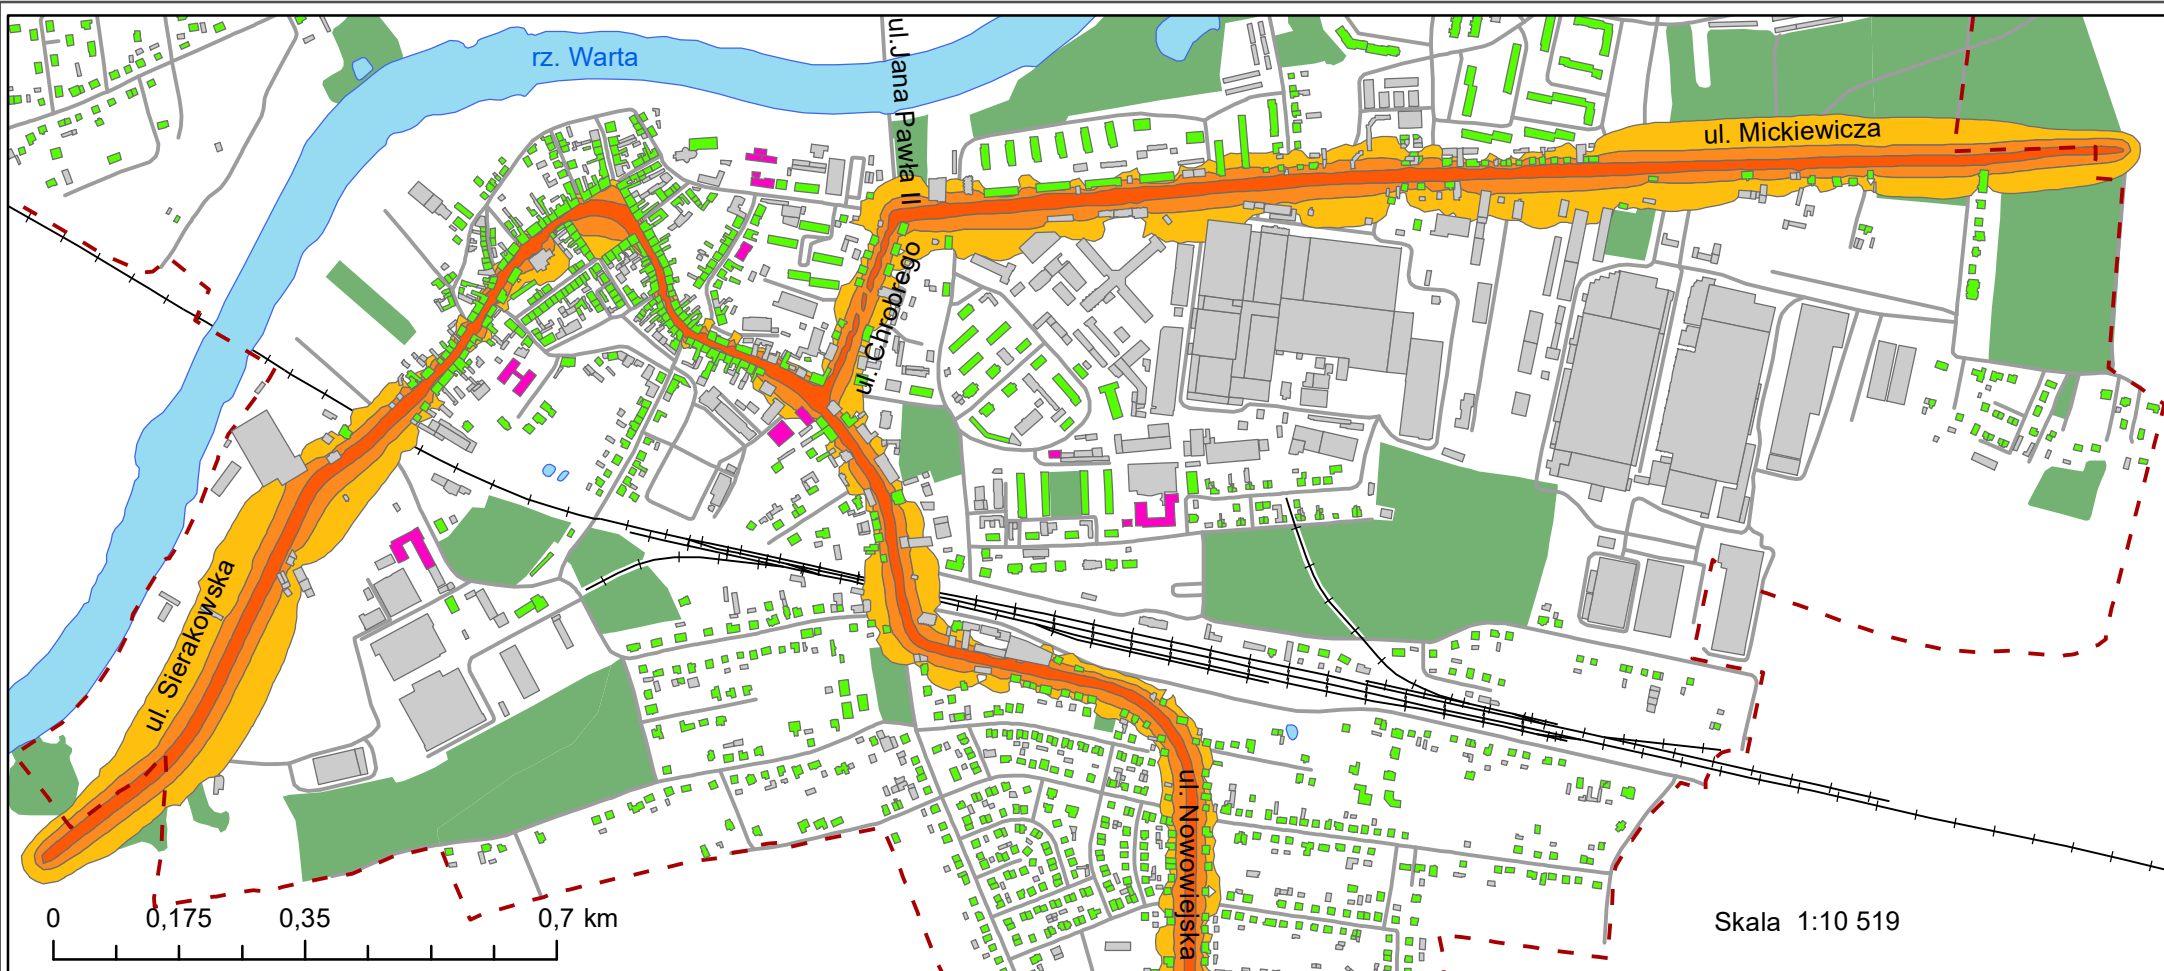 rz. Warta
ul.Jana Pawła II
ul. Mickiewicza
ul. Chrobrego
ul. Sierakowska
ul. Nowowiejska
0 0,175 0,35 0,7 km
Skala 1:10 519